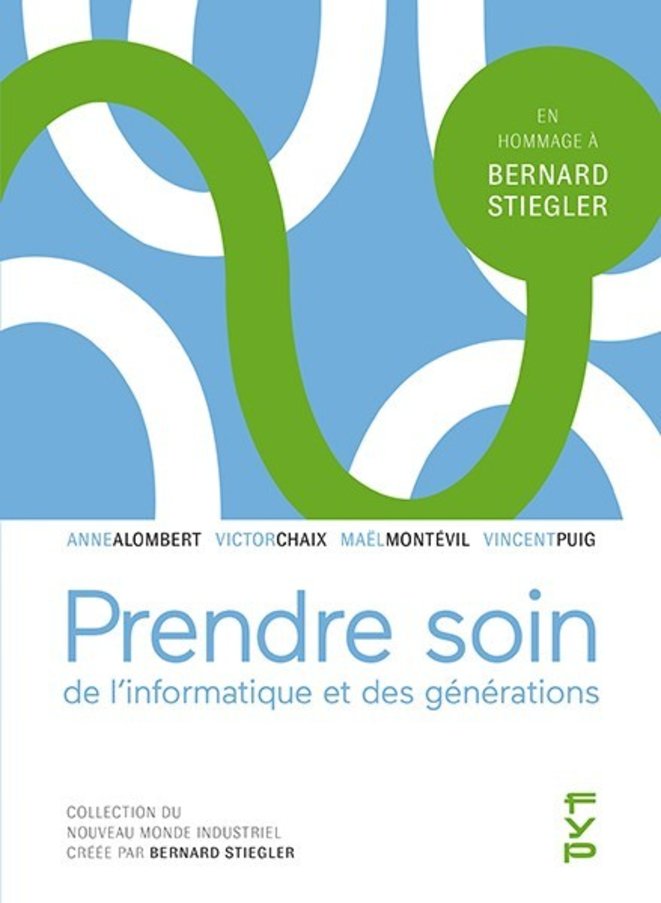 EN
HOMMAGE À
BERNARD
STIEGLER
ANNEALOMBERT VICTORCHAIX MAËLMONTÉVIL VINCENTPUIG
Prendre soin
de l'informatique et des générations
COLLECTION DU
NOUVEAU MONDE INDUSTRIEL
CRÉÉE PAR BERNARD STIEGLER
FYP